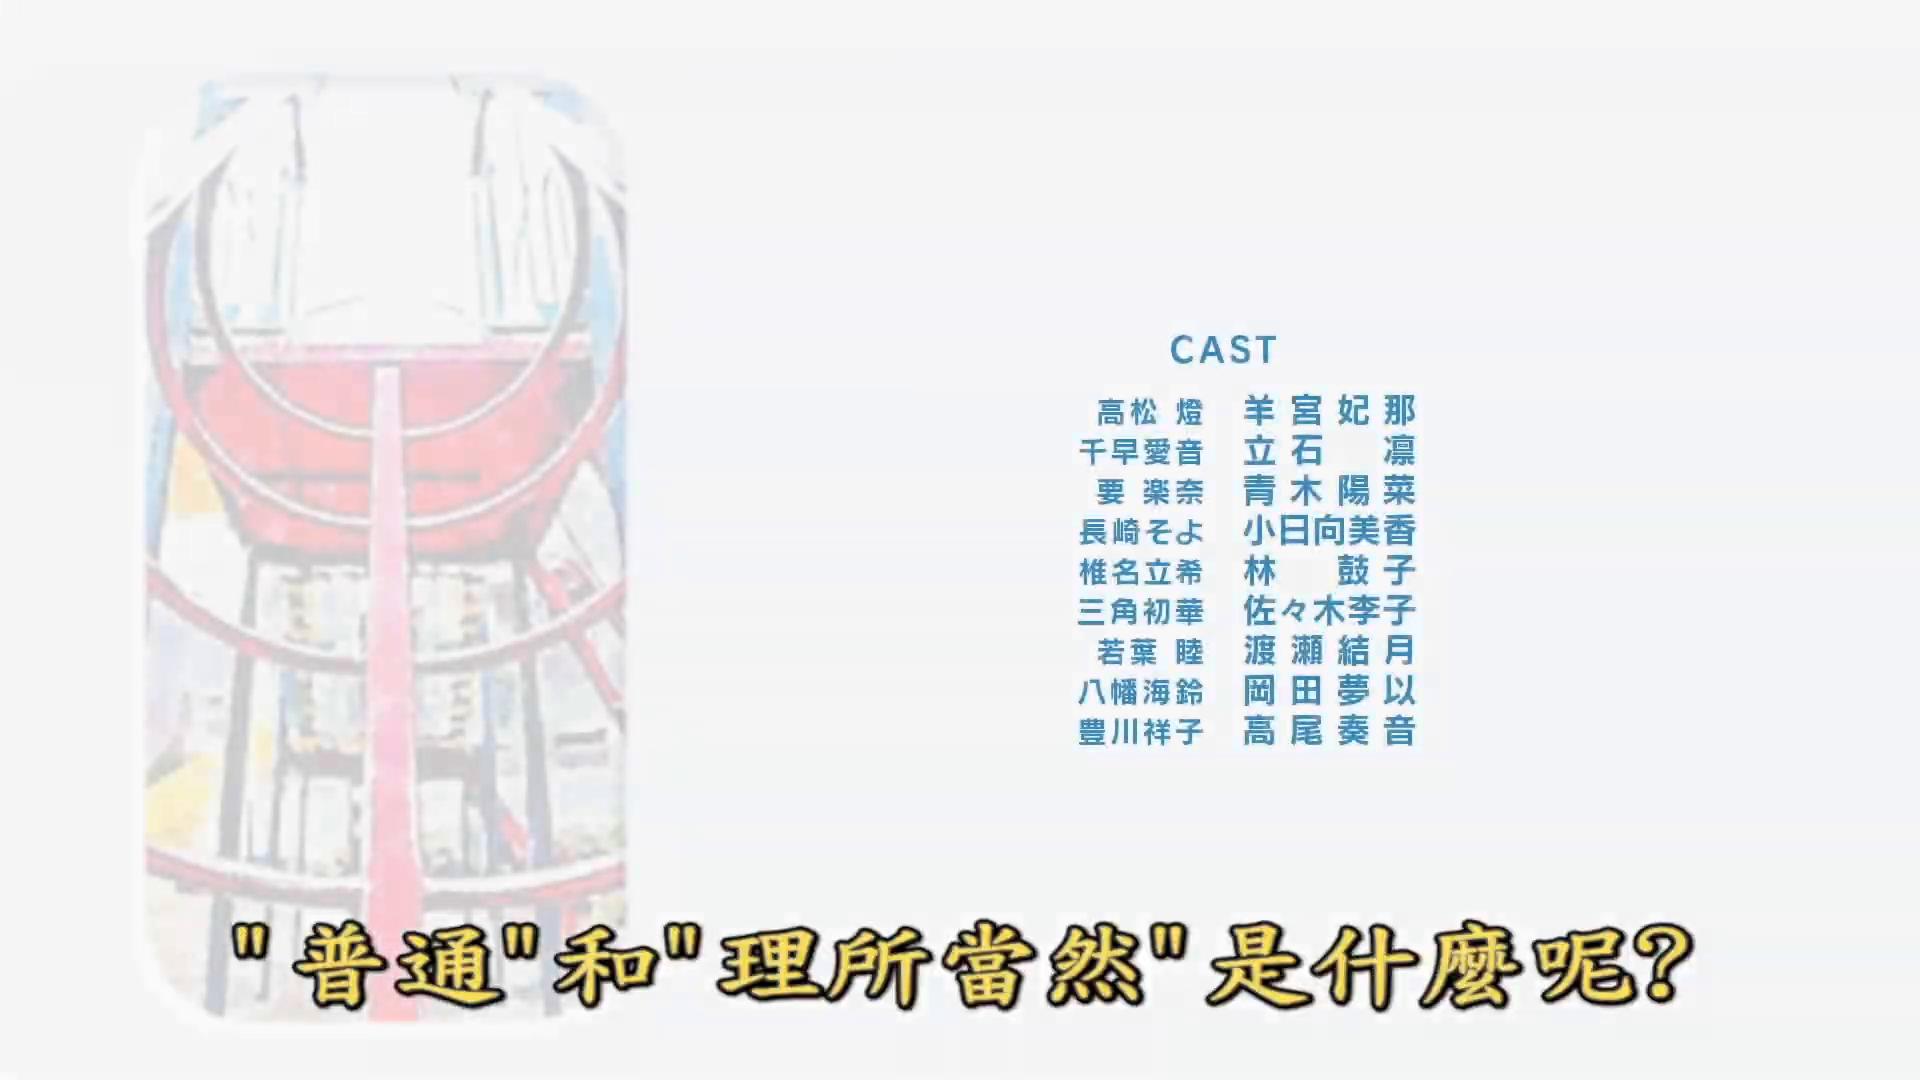 CAST
高松 燈 羊宮妃那
千早愛音 立石 凛
要 楽奈 青木陽菜
長崎そよ 小日向美香
椎名立希 林 鼓子
三角初華 佐々木李子
若葉 睦 渡瀬結月
八幡海鈴 岡田夢以
豊川祥子 高尾奏音
"普通"和"理所當然"是什麼呢?